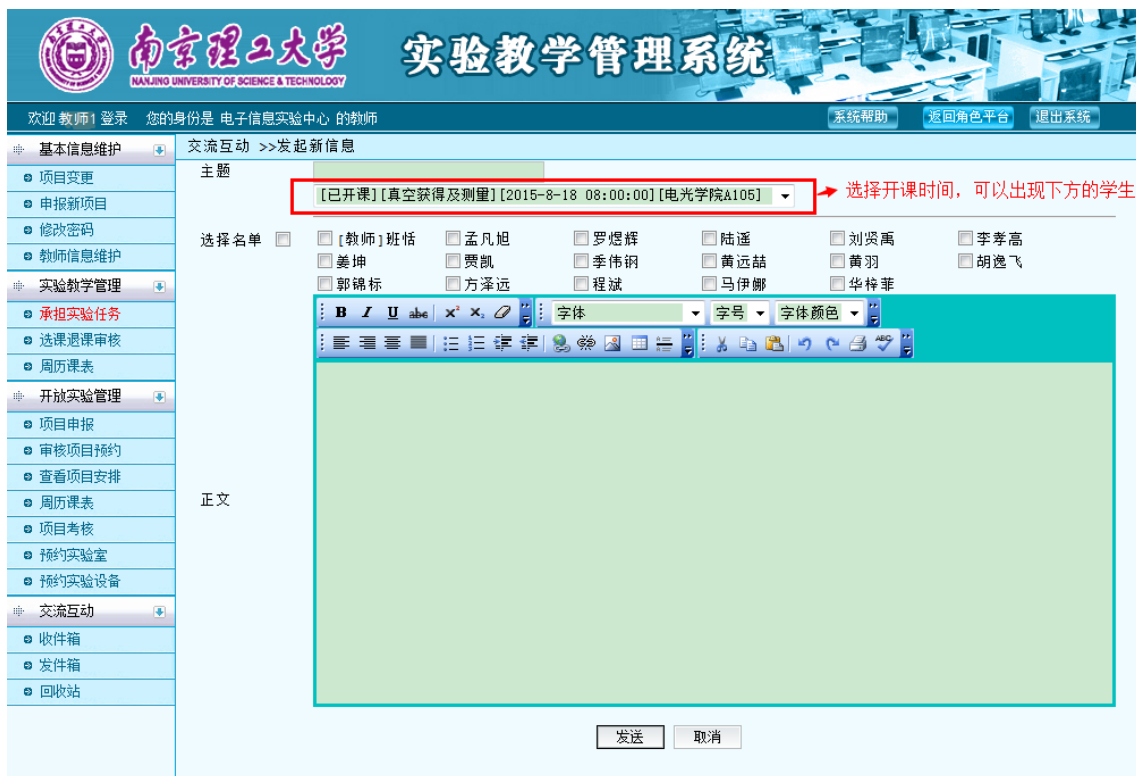 南京理工大学 实验教学管理系统
NANJING UNIVERSITY OF SCIENCE & TECHNOLOGY
欢迎 教师1 登录 您的身份是 电子信息实验中心 的教师 系统帮助 返回角色平台 退出系统
基本信息维护
项目变更
申报新项目
修改密码
教师信息维护
实验教学管理
承担实验任务
选课退课审核
周历课表
开放实验管理
项目申报
审核项目预约
查看项目安排
周历课表
项目考核
预约实验室
预约实验设备
交流互动
收件箱
发件箱
回收站
交流互动 >>发起新信息
主题
[已开课][真空获得及测量][2015-8-18 08:00:00][电光学院A105]
选择开课时间，可以出现下方的学生
选择名单 [教师]班恬 孟凡旭 罗煜辉 陆遥 刘贤禹 李孝高
姜坤 贾凯 季伟钢 黄远喆 黄羽 胡逸飞
郭锦标 方泽远 程斌 马伊娜 华梓菲
B I U abc x² x₂ 字体 字号 字体颜色
ABC
正文
发送 取消